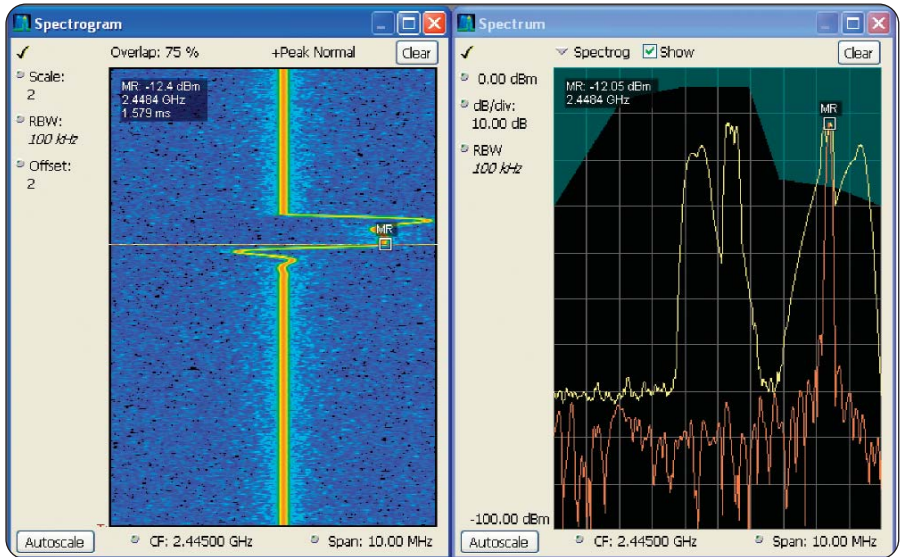 Spectrogram
Overlap: 75 %
+Peak Normal
Clear
Scale:
2
RBW:
100 kHz
Offset:
2
MR: -12.4 dBm
2.4484 GHz
1.579 ms
MR
Autoscale
CF: 2.44500 GHz
Span: 10.00 MHz
Spectrum
Spectrog
Show
Clear
0.00 dBm
dB/div:
10.00 dB
RBW
100 kHz
MR: -12.05 dBm
2.4484 GHz
MR
-100.00 dBm
Autoscale
CF: 2.44500 GHz
Span: 10.00 MHz